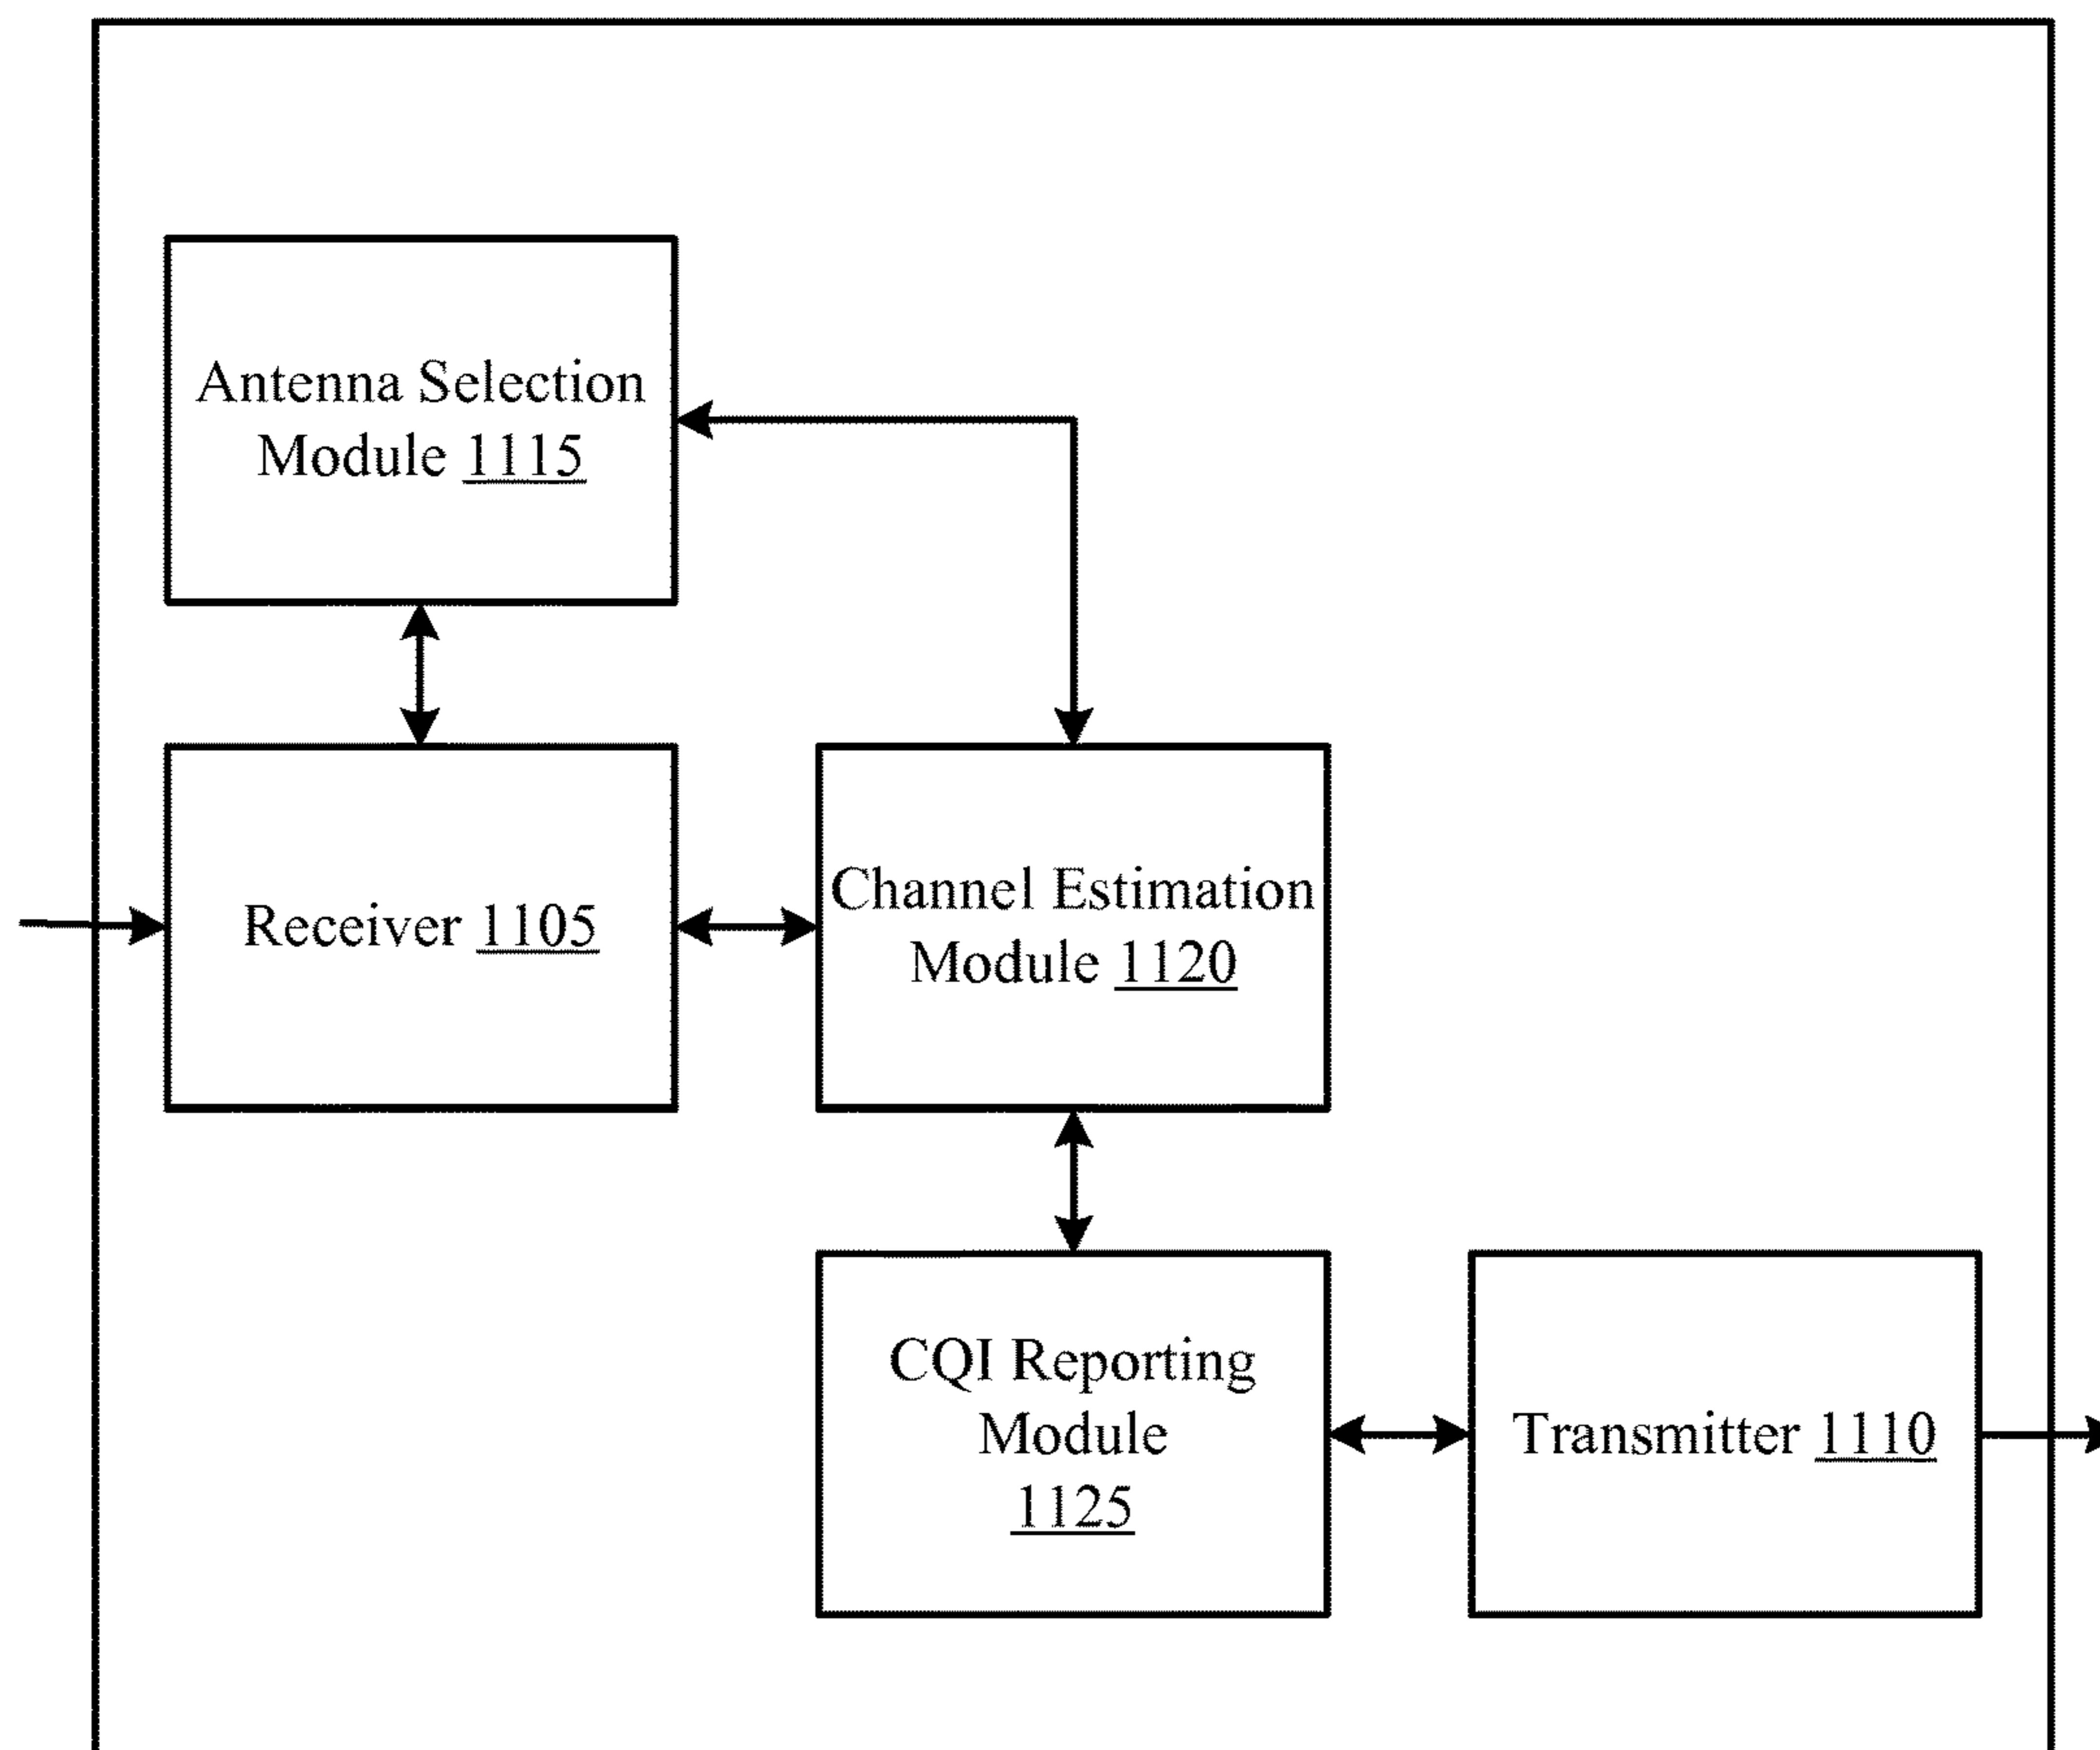 Antenna Selection
Module 1115
Receiver 1105
Channel Estimation
Module 1120
CQI Reporting
Module
1125
Transmitter 1110